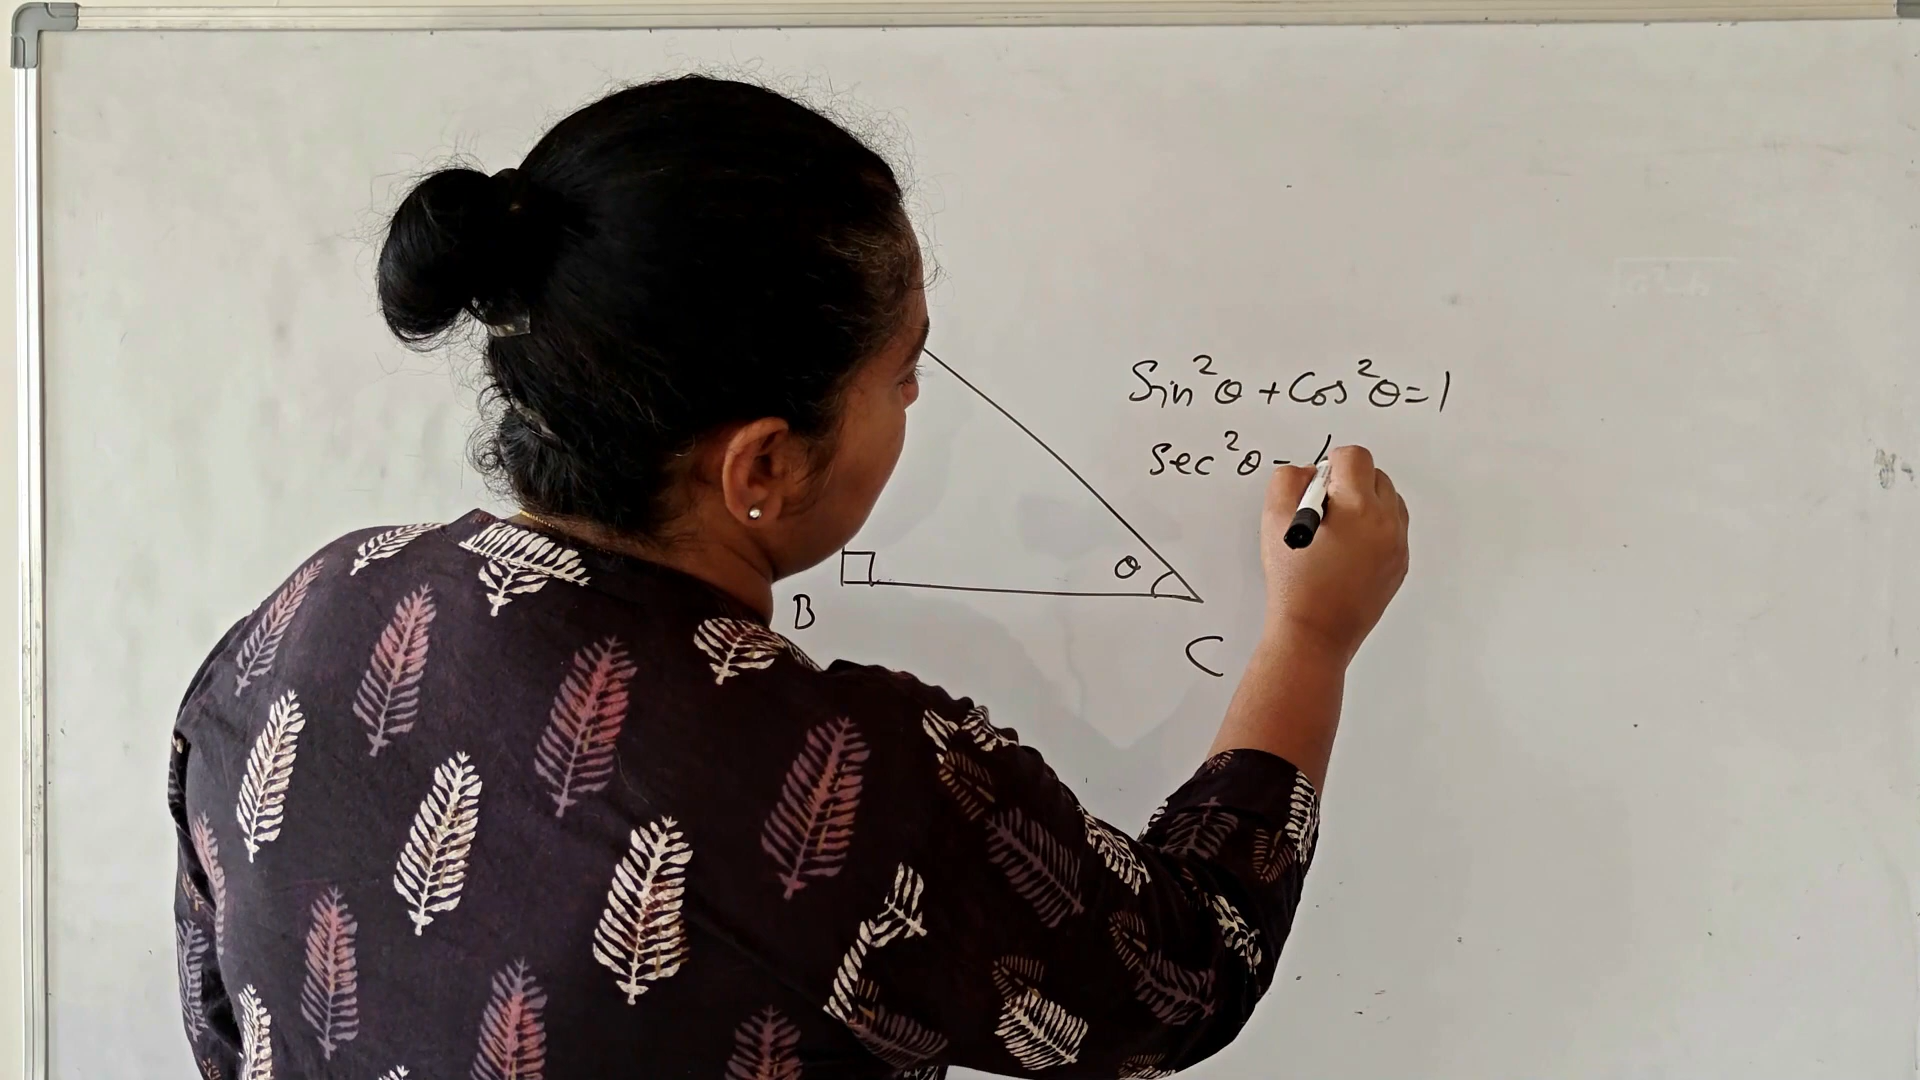 Sin²θ + Cos²θ = 1
Sec²θ -
θ
B
C